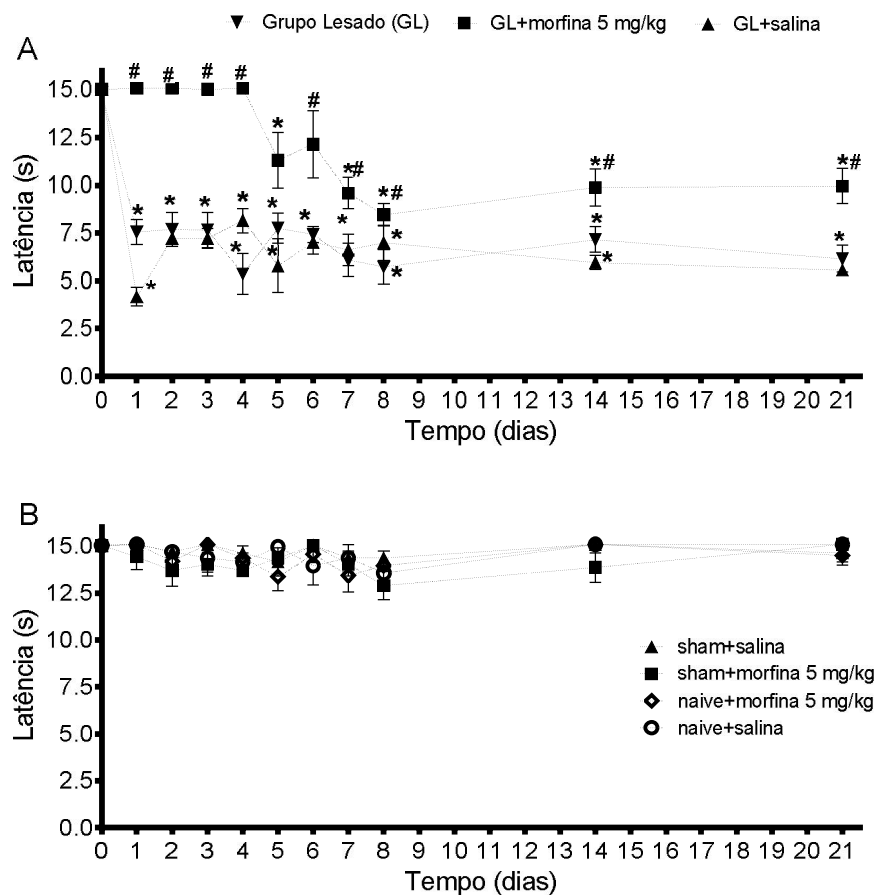 Grupo Lesado (GL) GL+morfina 5 mg/kg GL+salina
A
# # # #
15.0
#
12.5
*
*# *# *# *#
10.0
* * * * * * *
* *
7.5
* * * * *
5.0
*
2.5
0.0
Latência (s)
0 1 2 3 4 5 6 7 8 9 10 11 12 13 14 15 16 17 18 19 20 21
Tempo (dias)
B
15.0
12.5
10.0
7.5
5.0
2.5
0.0
Latência (s)
sham+salina
sham+morfina 5 mg/kg
naive+morfina 5 mg/kg
naive+salina
0 1 2 3 4 5 6 7 8 9 10 11 12 13 14 15 16 17 18 19 20 21
Tempo (dias)